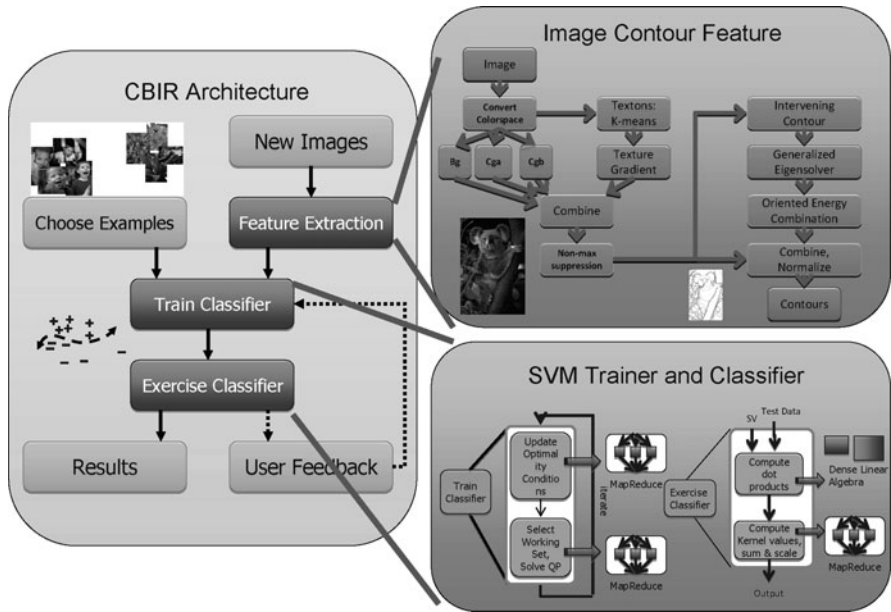 CBIR Architecture
New Images
Choose Examples
Feature Extraction
Train Classifier
Exercise Classifier
Results
User Feedback
Image Contour Feature
Image
Convert
Colorspace
Textons:
K-means
Bg
Cga
Cgb
Texture
Gradient
Combine
Non-max
suppression
Intervening
Contour
Generalized
Eigensolver
Oriented Energy
Combination
Combine,
Normalize
Contours
SVM Trainer and Classifier
Train
Classifier
Update
Optimal
ity
Conditio
ns
Select
Working
Set,
Solve QP
iterate
MapReduce
MapReduce
Exercise
Classifier
SV
Test Data
Compute
dot
products
Dense Linear
Algebra
Compute
Kernel values,
sum & scale
MapReduce
Output